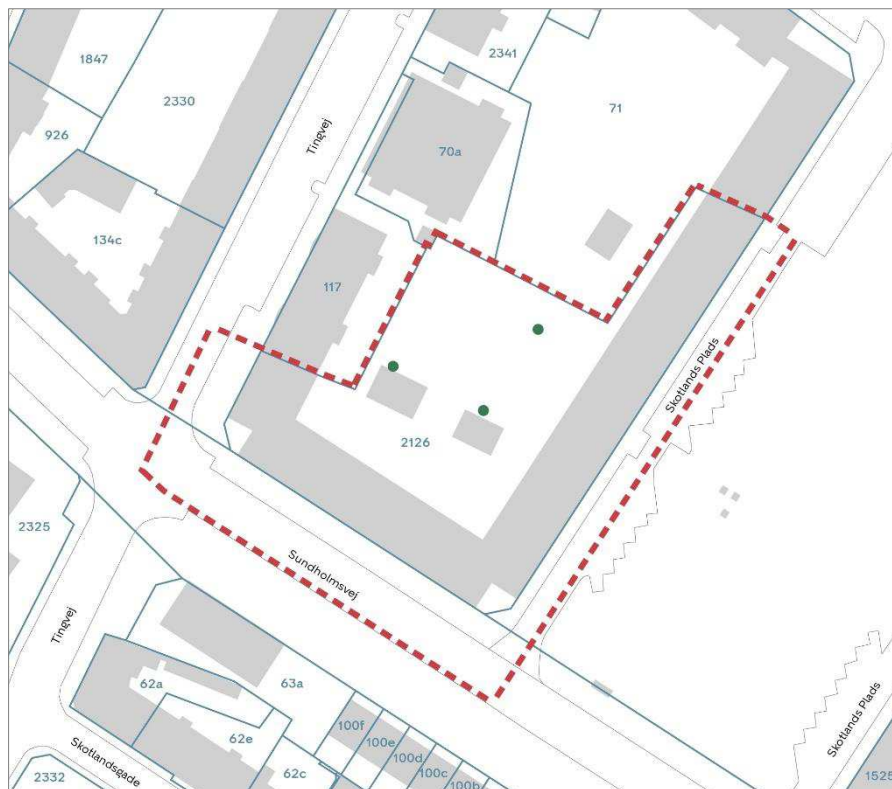 1847
2341
2330
71
926
Tingvej
70a
134c
117
Skotlands Plads
2126
2325
Sundholmsvej
Tingvej
62a
63a
62e
100f
100e
100d
100c
100b
62c
Skotlandsgade
2332
Skotlands Plads
1525